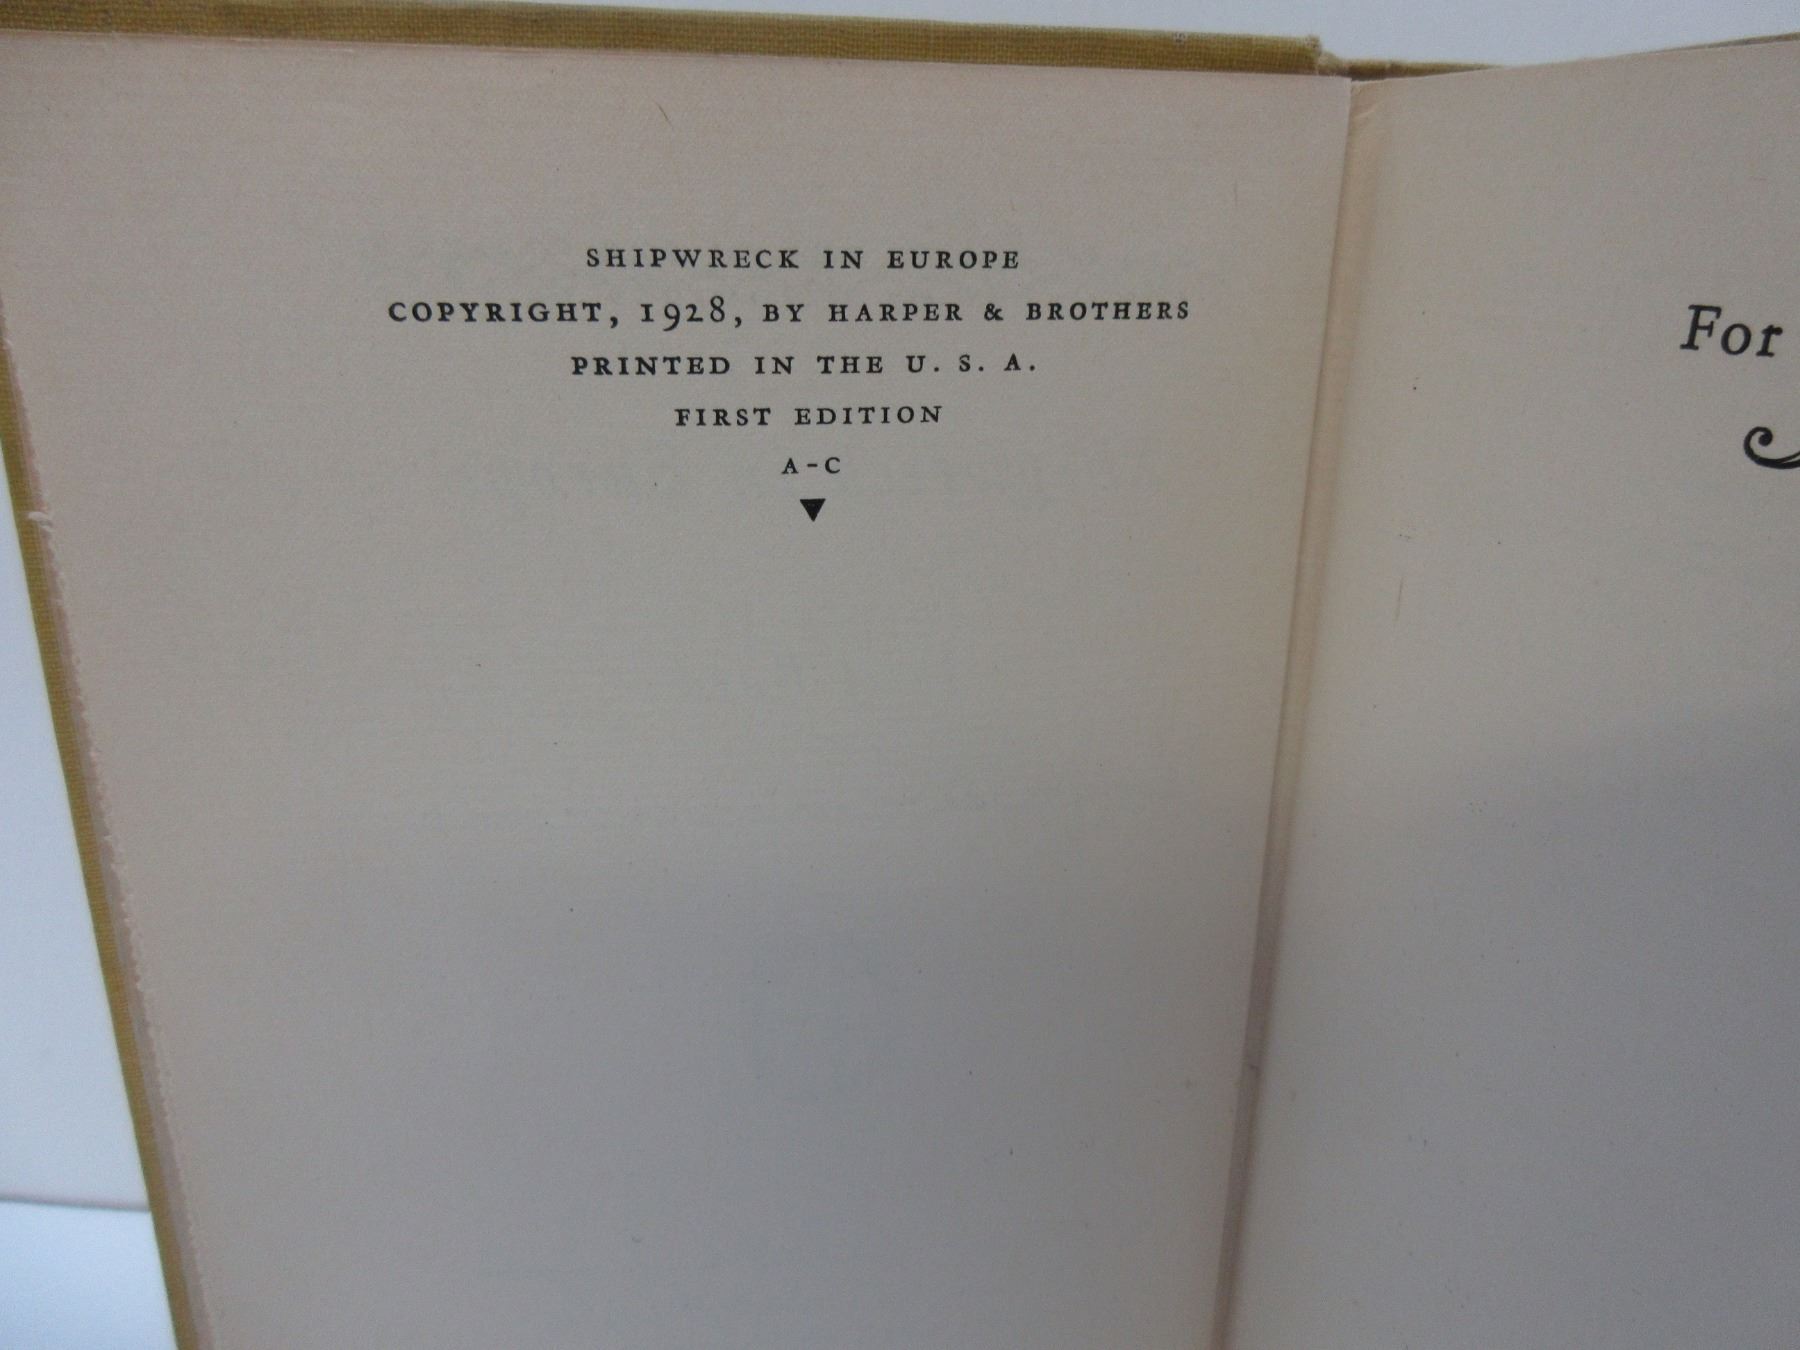 SHIPWRECK IN EUROPE
COPYRIGHT, 1928, BY HARPER & BROTHERS
PRINTED IN THE U. S. A.
FIRST EDITION
A-C
For